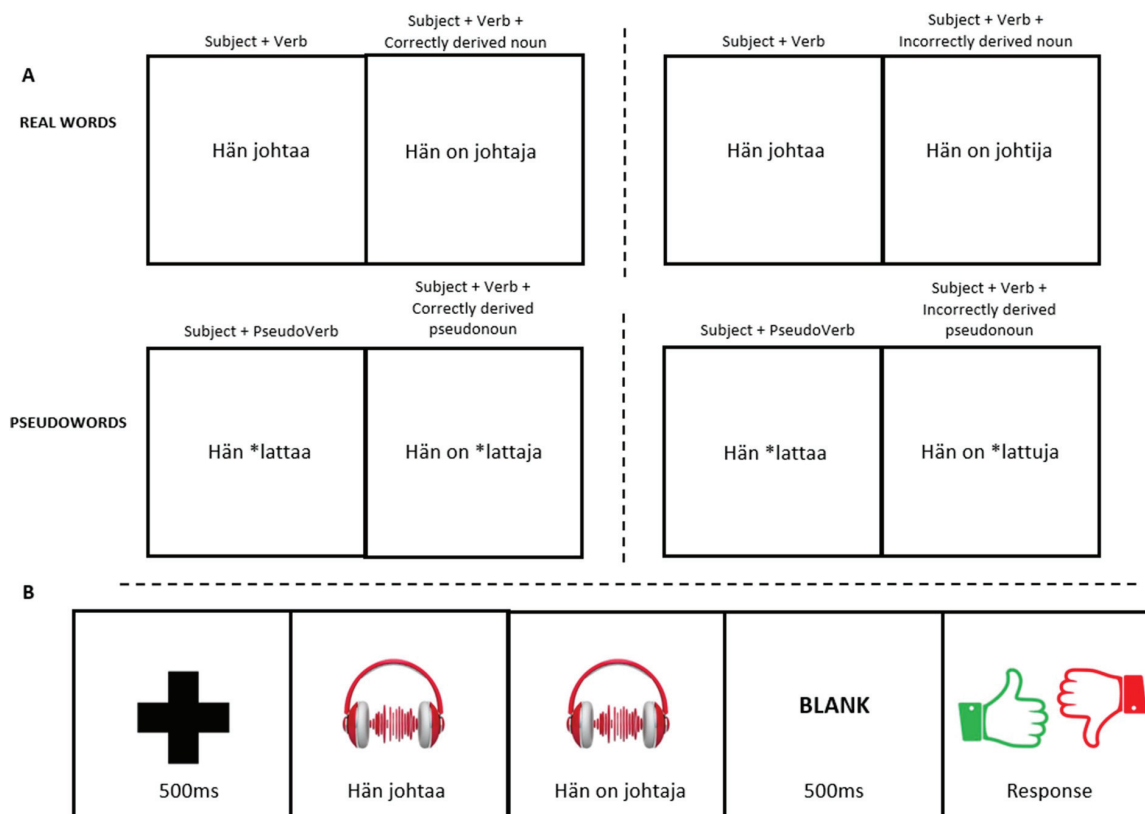 Subject + Verb
Subject + Verb +
Correctly derived noun
Subject + Verb
Subject + Verb +
Incorrectly derived noun
A
REAL WORDS
Hän johtaa
Hän on johtaja
Hän johtaa
Hän on johtija
Subject + PseudoVerb
Subject + Verb +
Correctly derived
pseudonoun
Subject + PseudoVerb
Subject + Verb +
Incorrectly derived
pseudonoun
PSEUDOWORDS
Hän *lattaa
Hän on *lattaja
Hän *lattaa
Hän on *lattuja
B
500ms
Hän johtaa
Hän on johtaja
BLANK
500ms
Response